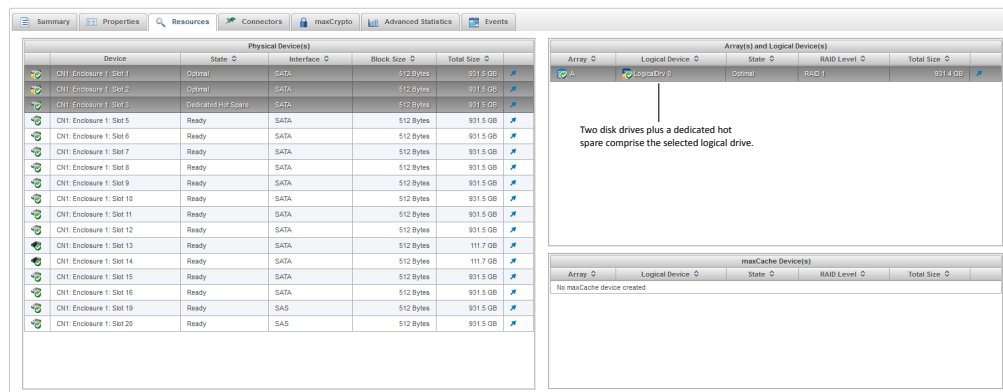 Summary Properties Resources Connectors maxCrypto Advanced Statistics Events
Physical Device(s)
Device State Interface Block Size Total Size
CN1: Enclosure 1: Slot 1 Optimal SATA 512 Bytes 931.5 GB
CN1: Enclosure 1: Slot 2 Optimal SATA 512 Bytes 931.5 GB
CN1: Enclosure 1: Slot 3 Dedicated Hot Spare SATA 512 Bytes 931.5 GB
CN1: Enclosure 1: Slot 5 Ready SATA 512 Bytes 931.5 GB
CN1: Enclosure 1: Slot 6 Ready SATA 512 Bytes 931.5 GB
CN1: Enclosure 1: Slot 7 Ready SATA 512 Bytes 931.5 GB
CN1: Enclosure 1: Slot 8 Ready SATA 512 Bytes 931.5 GB
CN1: Enclosure 1: Slot 9 Ready SATA 512 Bytes 931.5 GB
CN1: Enclosure 1: Slot 10 Ready SATA 512 Bytes 931.5 GB
CN1: Enclosure 1: Slot 11 Ready SATA 512 Bytes 931.5 GB
CN1: Enclosure 1: Slot 12 Ready SATA 512 Bytes 931.5 GB
CN1: Enclosure 1: Slot 13 Ready SATA 512 Bytes 111.7 GB
CN1: Enclosure 1: Slot 14 Ready SATA 512 Bytes 111.7 GB
CN1: Enclosure 1: Slot 15 Ready SATA 512 Bytes 931.5 GB
CN1: Enclosure 1: Slot 16 Ready SATA 512 Bytes 931.5 GB
CN1: Enclosure 1: Slot 19 Ready SAS 512 Bytes 931.5 GB
CN1: Enclosure 1: Slot 20 Ready SAS 512 Bytes 931.5 GB
Array(s) and Logical Device(s)
Array Logical Device State RAID Level Total Size
A LogicalDrv 0 Optimal RAID 1 931.4 GB
Two disk drives plus a dedicated hot
spare comprise the selected logical drive.
maxCache Device(s)
Array Logical Device State RAID Level Total Size
No maxCache device created